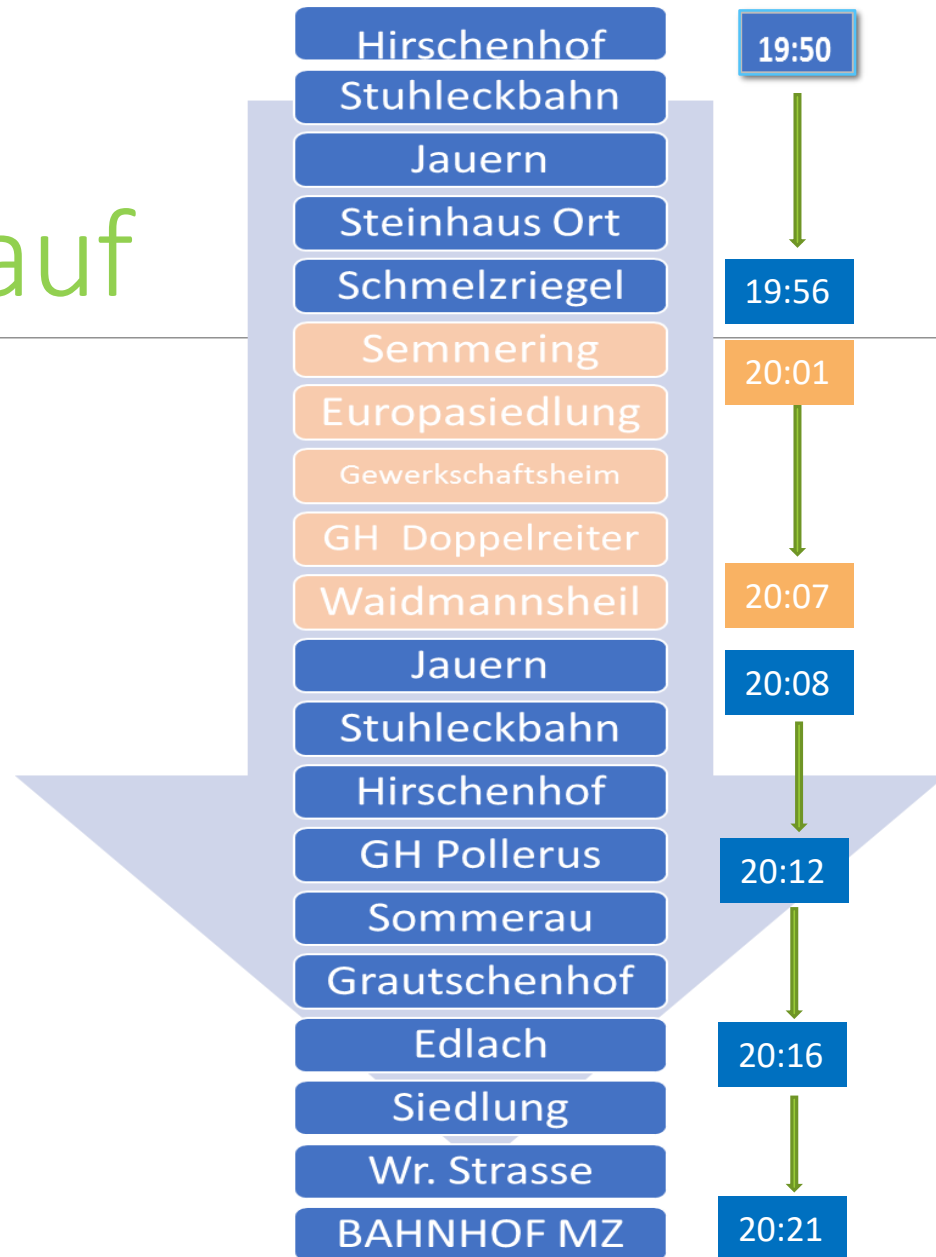 Hirschenhof 19:50
Stuhleckbahn
Jauern
auf
Steinhaus Ort
Schmelzriegel 19:56
Semmering 20:01
Europasiedlung
Gewerkschaftsheim
GH Doppelreiter
Waidmannsheil 20:07
Jauern 20:08
Stuhleckbahn
Hirschenhof
GH Pollerus 20:12
Sommerau
Grautschenhof
Edlach 20:16
Siedlung
Wr. Strasse
BAHNHOF MZ 20:21